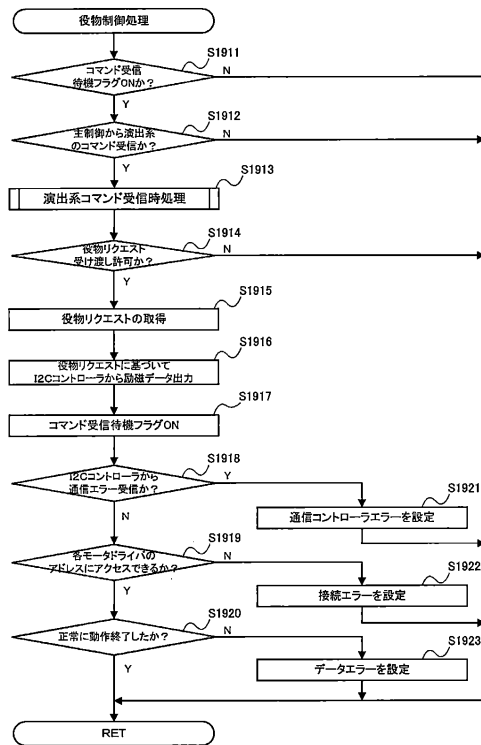 役物制御処理
S1911
コマンド受信
待機フラグONか?
N
Y
S1912
主制御から演出系
のコマンド受信か?
N
Y
S1913
演出系コマンド受信時処理
S1914
役物リクエスト
受け渡し許可か?
N
Y
S1915
役物リクエストの取得
S1916
役物リクエストに基づいて
I2Cコントローラから励磁データ出力
S1917
コマンド受信待機フラグON
S1918
I2Cコントローラから
通信エラー受信か?
Y
N
S1921
通信コントローラエラーを設定
S1919
各モータドライバの
アドレスにアクセスできるか?
N
Y
S1922
接続エラーを設定
S1920
正常に動作終了したか?
N
Y
S1923
データエラーを設定
RET